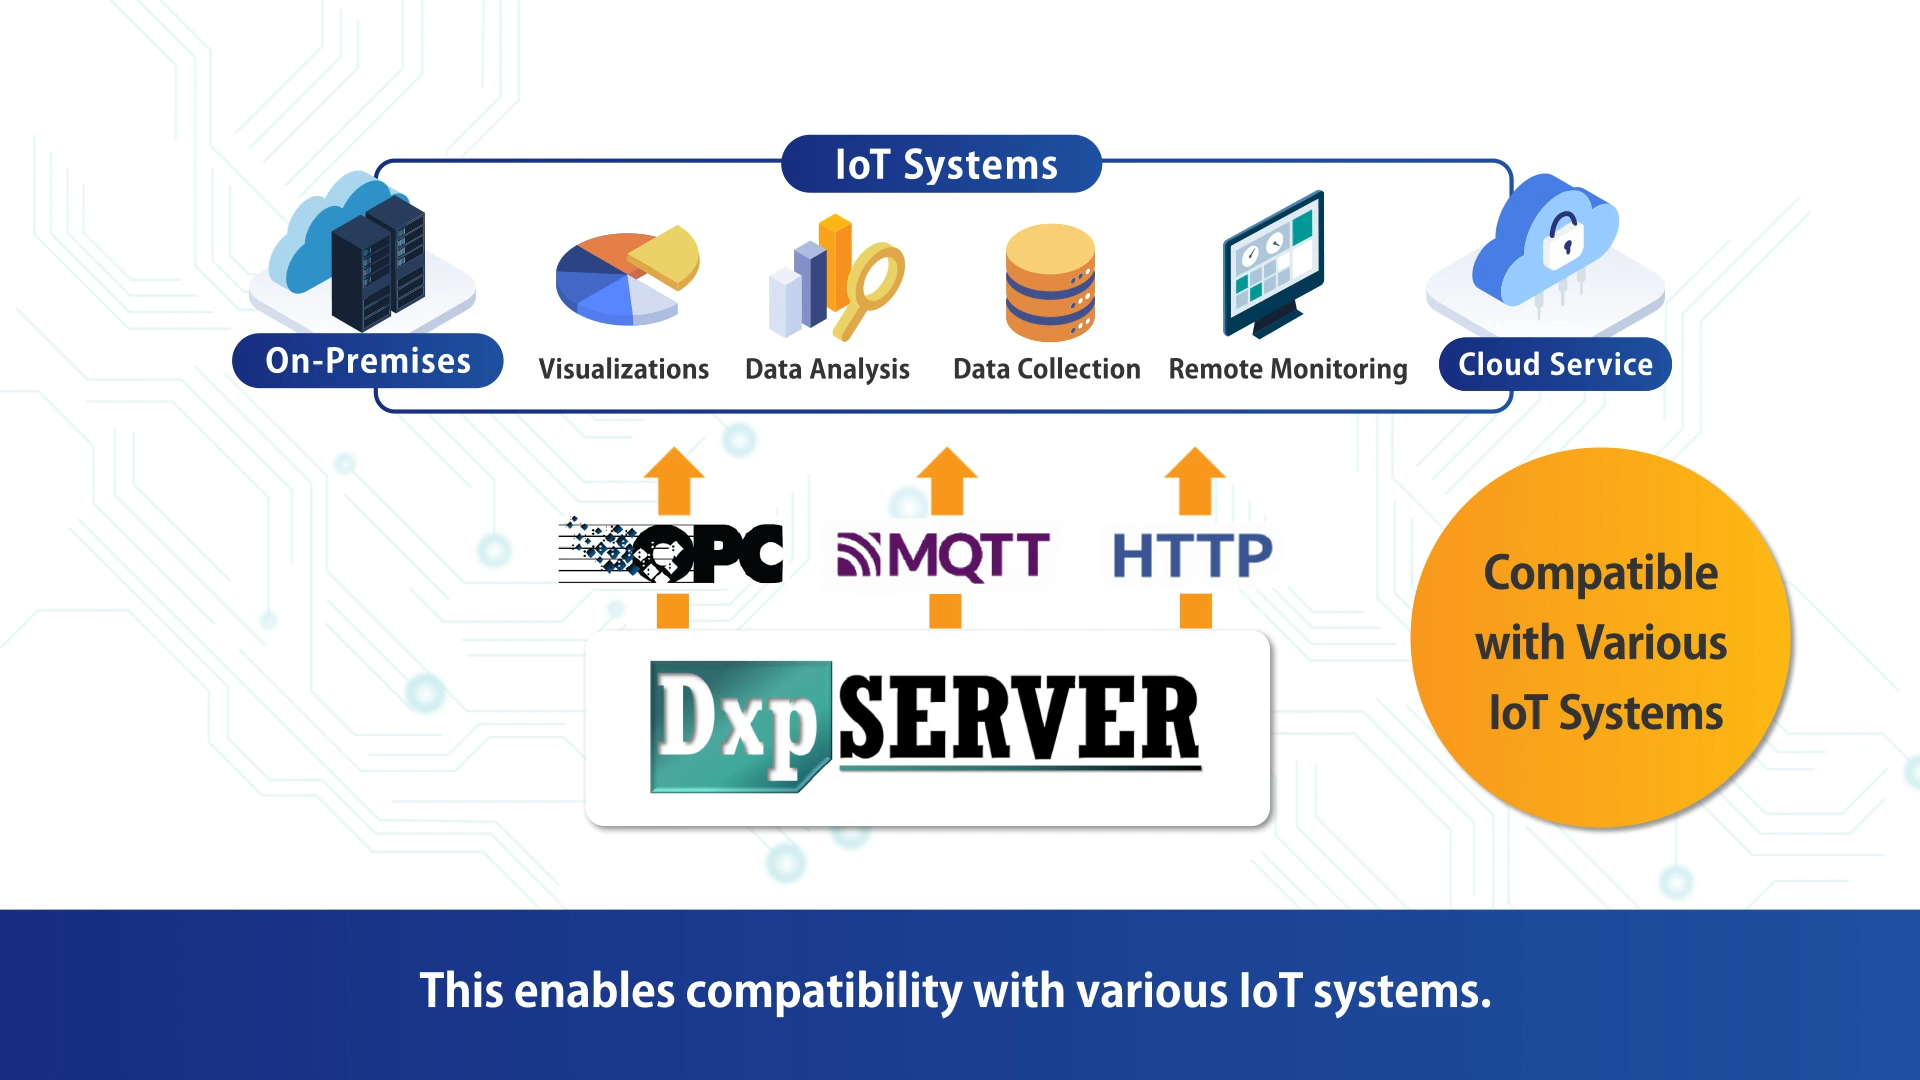 IoT Systems
On-Premises
Visualizations
Data Analysis
Data Collection
Remote Monitoring
Cloud Service
OPC
MQTT
HTTP
Dxp SERVER
Compatible
with Various
IoT Systems
This enables compatibility with various IoT systems.